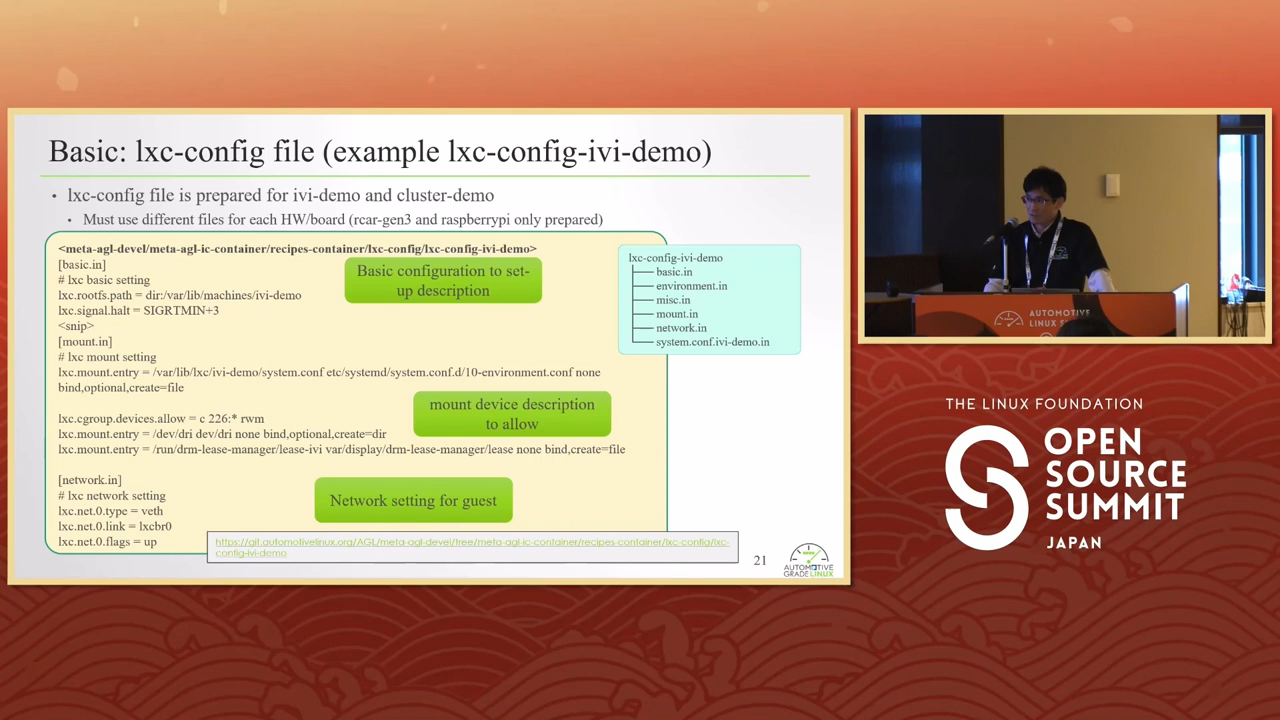 Basic: lxc-config file (example lxc-config-ivi-demo)
• lxc-config file is prepared for ivi-demo and cluster-demo
• Must use different files for each HW/board (rcar-gen3 and raspberrypi only prepared)
<meta-agl-devel/meta-agl-ic-container/recipes-container/lxc-config/lxc-config-ivi-demo>
[basic.in]
# lxc basic setting
lxc.rootfs.path = dir:/var/lib/machines/ivi-demo
lxc.signal.halt = SIGRTMIN+3
<snip>
[mount.in]
# lxc mount setting
lxc.mount.entry = /var/lib/lxc/ivi-demo/system.conf etc/systemd/system.conf.d/10-environment.conf none
bind,optional,create=file
lxc.cgroup.devices.allow = c 226:* rwm
lxc.mount.entry = /dev/dri dev/dri none bind,optional,create=dir
lxc.mount.entry = /run/drm-lease-manager/lease-ivi var/display/drm-lease-manager/lease none bind,create=file
[network.in]
# lxc network setting
lxc.net.0.type = veth
lxc.net.0.link = lxcbr0
lxc.net.0.flags = up
Basic configuration to set-
up description
mount device description
to allow
Network setting for guest
lxc-config-ivi-demo
basic.in
environment.in
misc.in
mount.in
network.in
system.conf.ivi-demo.in
https://git.automotivelinux.org/AGL/meta-agl-devel/tree/meta-agl-ic-container/recipes-container/lxc-config/lxc-
config-ivi-demo
21
AUTOMOTIVE
GRADE LINUX
AUTOMOTIVE
LINUX
THE LINUX FOUNDATION
OPEN
SOURCE
SUMMIT
JAPAN